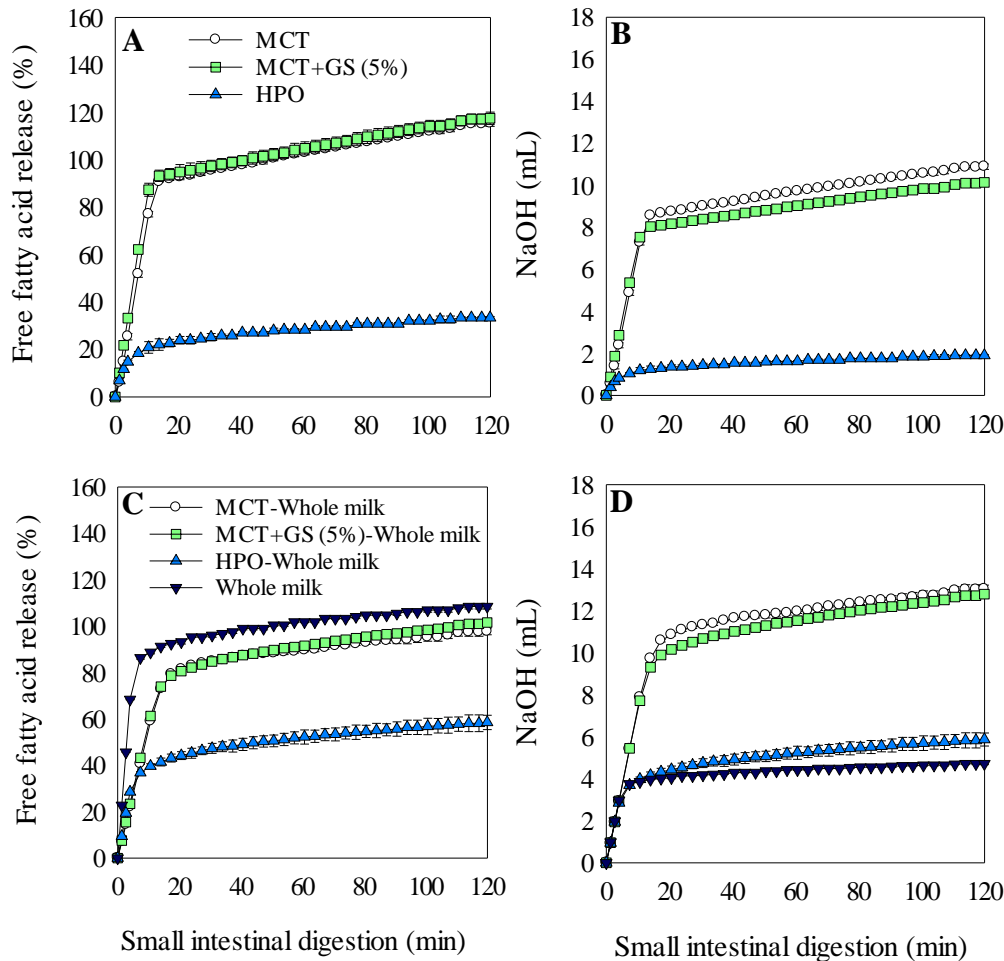 A
MCT
MCT+GS (5%)
HPO
Free fatty acid release (%)
160
140
120
100
80
60
40
20
0
0 20 40 60 80 100 120
B
NaOH (mL)
18
16
14
12
10
8
6
4
2
0
0 20 40 60 80 100 120
C
MCT-Whole milk
MCT+GS (5%)-Whole milk
HPO-Whole milk
Whole milk
Free fatty acid release (%)
160
140
120
100
80
60
40
20
0
0 20 40 60 80 100 120
Small intestinal digestion (min)
D
NaOH (mL)
18
16
14
12
10
8
6
4
2
0
0 20 40 60 80 100 120
Small intestinal digestion (min)